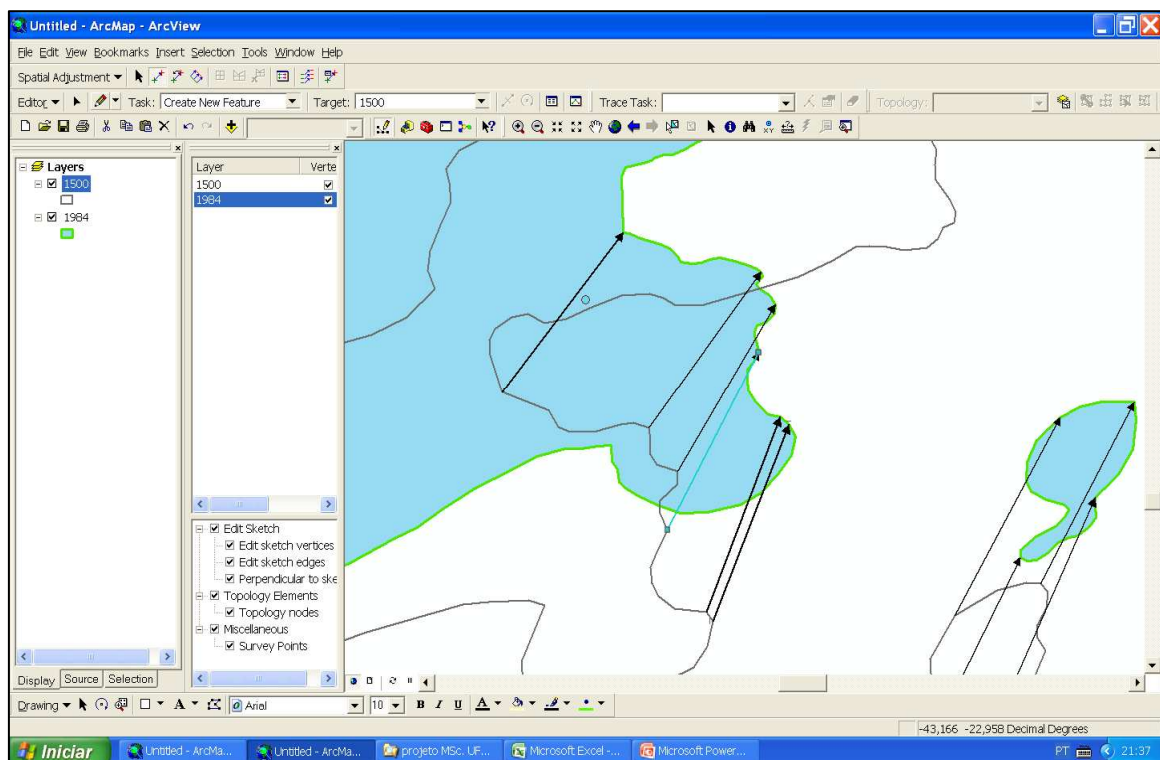 Untitled - ArcMap - ArcView
File Edit View Bookmarks Insert Selection Tools Window Help
Spatial Adjustment
Editor Task: Create New Feature Target: 1500 Trace Task: Topology:
Layers
1500
1984
Layer Verte
1500
1984
Edit Sketch
Edit sketch vertices
Edit sketch edges
Perpendicular to ske
Topology Elements
Topology nodes
Miscellaneous
Survey Points
Display Source Selection
Drawing A Arial 10 B I U A
-43,166 -22,958 Decimal Degrees
Iniciar Untitled - ArcMa... Untitled - ArcMa... projeto MSc. UF... Microsoft Excel -... Microsoft Power... PT 21:37